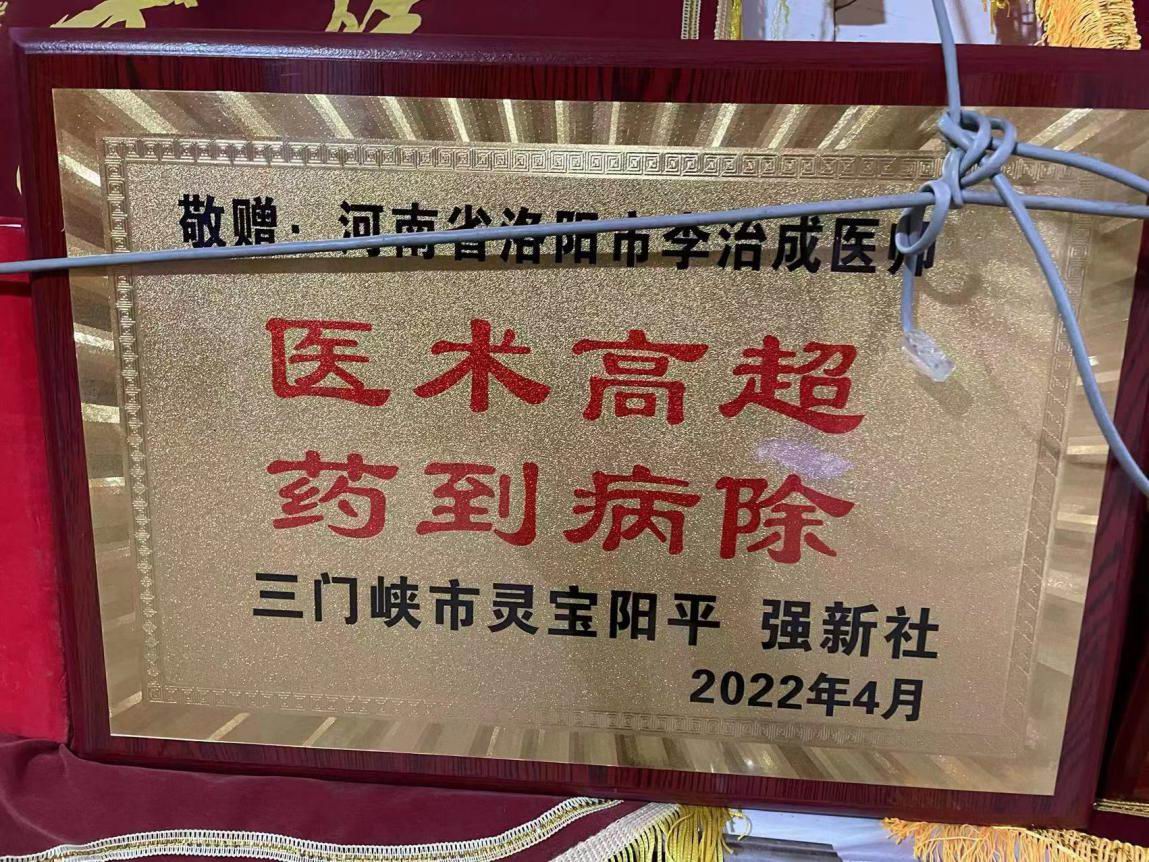 敬赠：河南省洛阳市李治成医师
医术高超
药到病除
三门峡市灵宝阳平 强新社
2022年4月